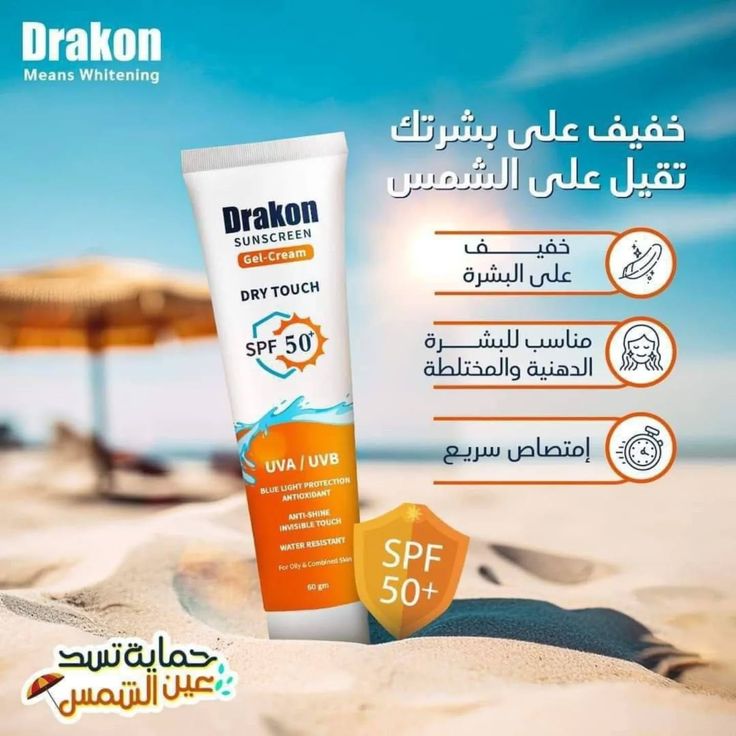 Drakon
Means Whitening
خفيف على بشرتك
تقيل على الشمس
خفيــــف
على البشرة
مناسب للبشـــــرة
الدهنية والمختلطة
إمتصاص سريع
Drakon
SUNSCREEN
Gel-Cream
DRY TOUCH
SPF 50+
UVA / UVB
BLUE LIGHT PROTECTION
ANTIOXIDANT
ANTI-SHINE
INVISIBLE TOUCH
WATER RESISTANT
For Oily & Combined Skin
60 gm
SPF
50+
حماية تسد
عين الشمس